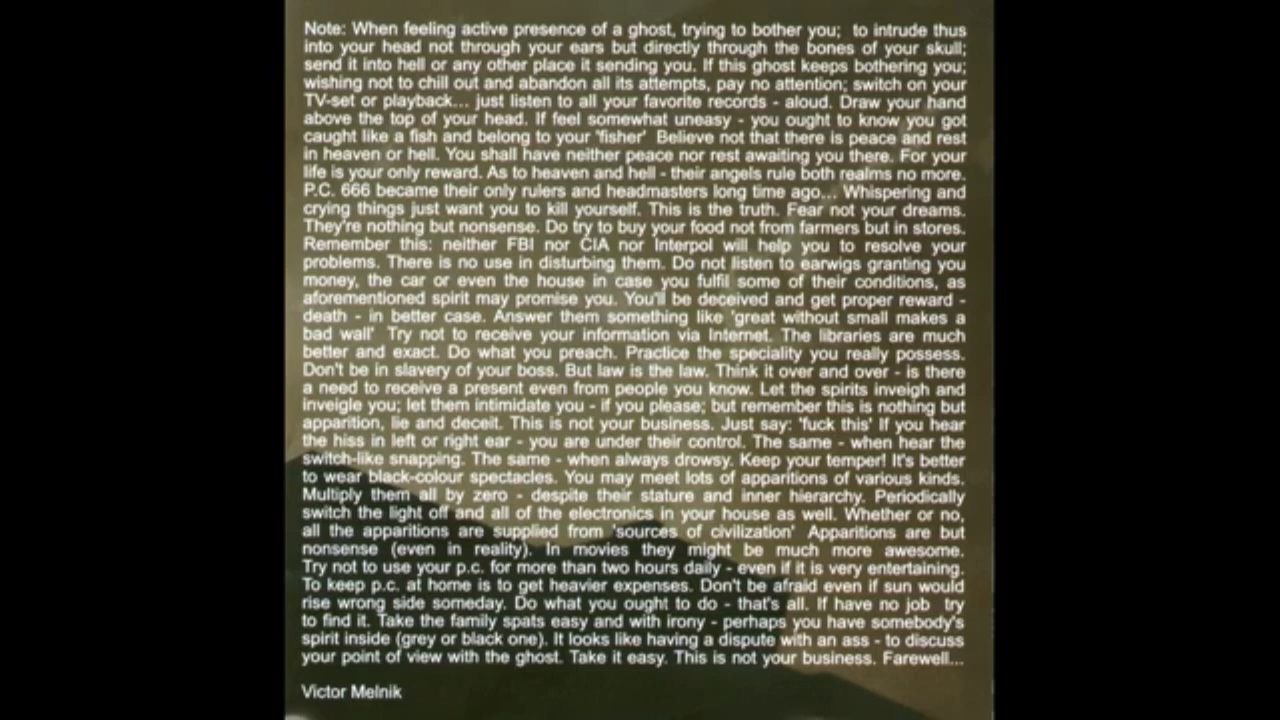 Note: When feeling active presence of a ghost, trying to bother you;  to intrude thus
into your head not through your ears but directly through the bones of your skull;
send it into hell or any other place it sending you. If this ghost keeps bothering you;
wishing not to chill out and abandon all its attempts, pay no attention; switch on your
TV-set or playback... just listen to all your favorite records - aloud. Draw your hand
above the top of your head. If feel somewhat uneasy - you ought to know you got
caught like a fish and belong to your 'fisher'  Believe not that there is peace and rest
in heaven or hell. You shall have neither peace nor rest awaiting you there. For your
life is your only reward. As to heaven and hell - their angels rule both realms no more.
P.C. 666 became their only rulers and headmasters long time ago... Whispering and
crying things just want you to kill yourself. This is the truth. Fear not your dreams.
They're nothing but nonsense. Do try to buy your food not from farmers but in stores.
Remember this: neither FBI nor CIA nor Interpol will help you to resolve your
problems. There is no use in disturbing them. Do not listen to earwigs granting you
money, the car or even the house in case you fulfil some of their conditions, as
aforementioned spirit may promise you. You'll be deceived and get proper reward -
death - in better case. Answer them something like 'great without small makes a
bad wall'  Try not to receive your information via Internet. The libraries are much
better and exact. Do what you preach. Practice the speciality you really possess.
Don't be in slavery of your boss. But law is the law. Think it over and over - is there
a need to receive a present even from people you know. Let the spirits inveigh and
inveigle you; let them intimidate you - if you please; but remember this is nothing but
apparition, lie and deceit. This is not your business. Just say: 'fuck this' If you hear
the hiss in left or right ear - you are under their control. The same - when hear the
switch-like snapping. The same - when always drowsy. Keep your temper! It's better
to wear black-colour spectacles. You may meet lots of apparitions of various kinds.
Multiply them all by zero - despite their stature and inner hierarchy. Periodically
switch the light off and all of the electronics in your house as well. Whether or no,
all the apparitions are supplied from 'sources of civilization'  Apparitions are but
nonsense (even in reality). In movies they might be much more awesome.
Try not to use your p.c. for more than two hours daily - even if it is very entertaining.
To keep p.c. at home is to get heavier expenses. Don't be afraid even if sun would
rise wrong side someday. Do what you ought to do - that's all. If have no job  try
to find it. Take the family spats easy and with irony - perhaps you have somebody's
spirit inside (grey or black one). It looks like having a dispute with an ass - to discuss
your point of view with the ghost. Take it easy. This is not your business. Farewell...
Victor Melnik